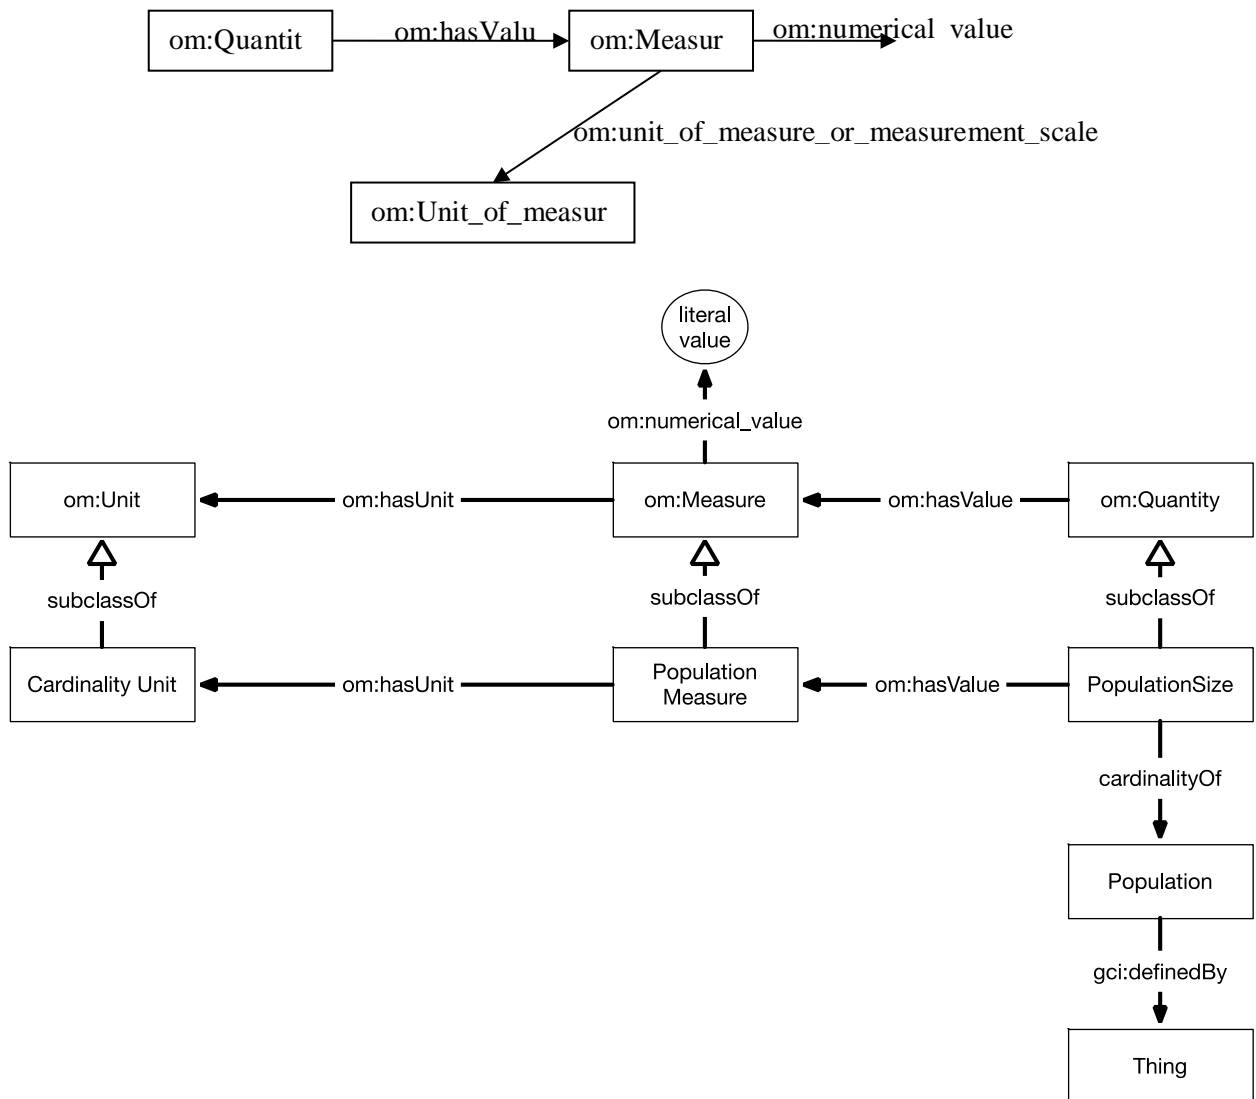 om:Quantit om:hasValu om:Measur om:numerical_value
om:unit_of_measure_or_measurement_scale
om:Unit_of_measur
literal
value
om:numerical_value
om:Unit om:hasUnit om:Measure om:hasValue om:Quantity
subclassOf subclassOf subclassOf
Cardinality Unit om:hasUnit Population
Measure om:hasValue PopulationSize
cardinalityOf
Population
gci:definedBy
Thing